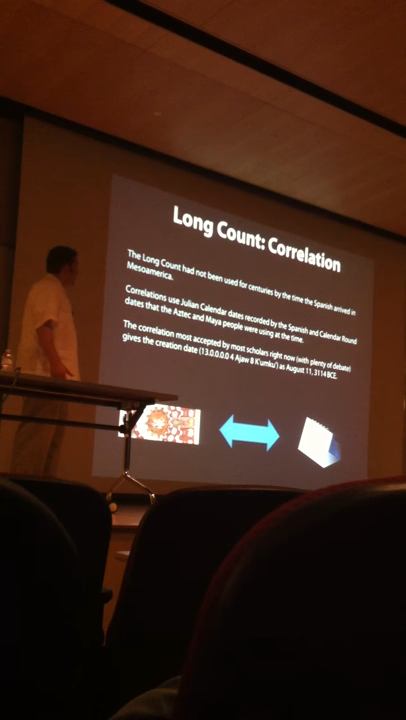 Long Count: Correlation
The Long Count had not been used for centuries by the time the Spanish arrived in
Mesoamerica.
Correlations use Julian Calendar dates recorded by the Spanish and Calendar Round
dates that the Aztec and Maya people were using at the time.
The correlation most accepted by most scholars right now (with plenty of debate)
gives the creation date (13.0.0.0.0 4 Ajaw 8 K'umku') as August 11, 3114 BCE.